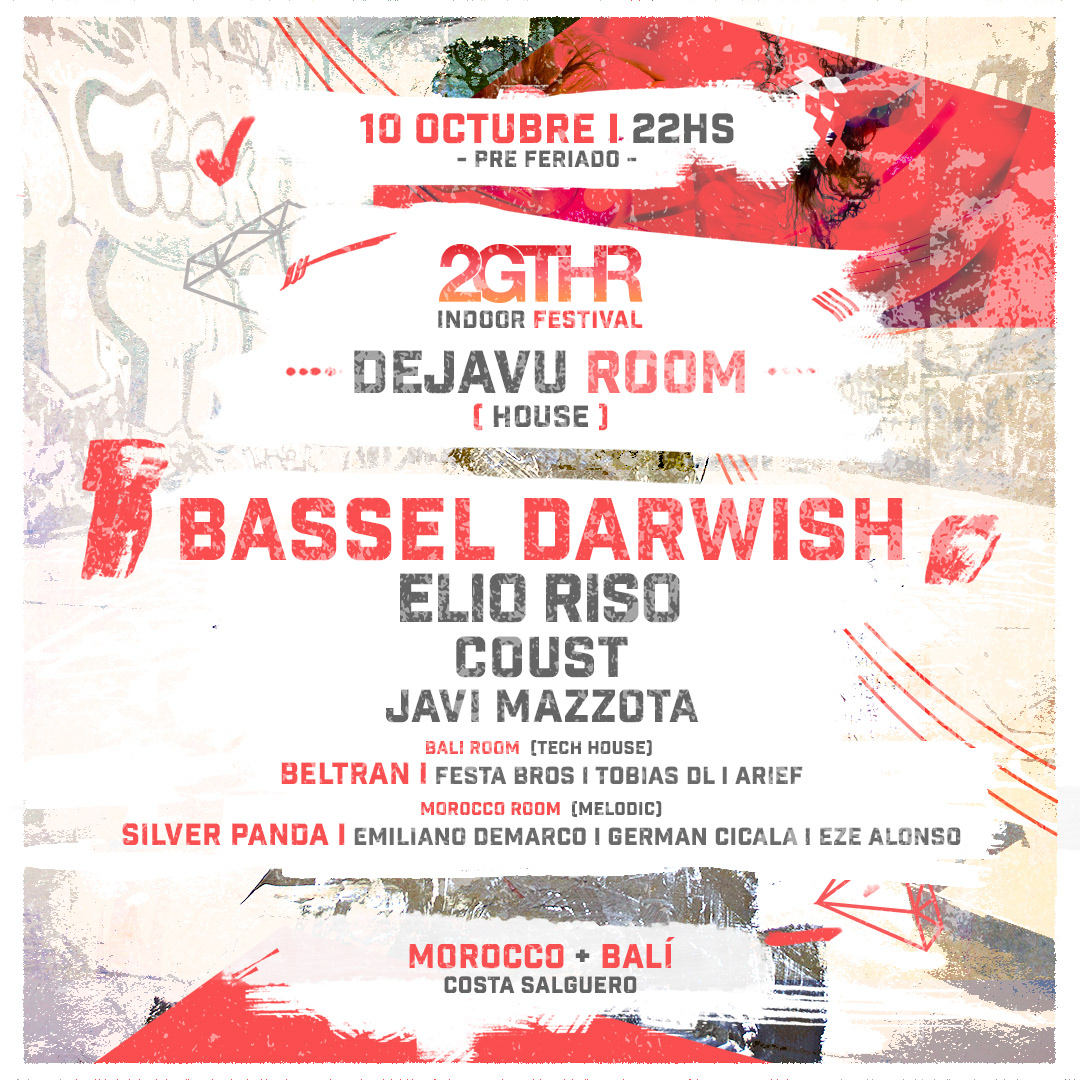 10 OCTUBRE | 22HS
- PRE FERIADO -
2GTHR
INDOOR FESTIVAL
DEJAVU ROOM
( HOUSE )
BASSEL DARWISH
ELIO RISO
COUST
JAVI MAZZOTA
BALI ROOM (TECH HOUSE)
BELTRAN | FESTA BROS | TOBIAS DL | ARIEF
MOROCCO ROOM (MELODIC)
SILVER PANDA | EMILIANO DEMARCO | GERMAN CICALA | EZE ALONSO
MOROCCO + BALÍ
COSTA SALGUERO